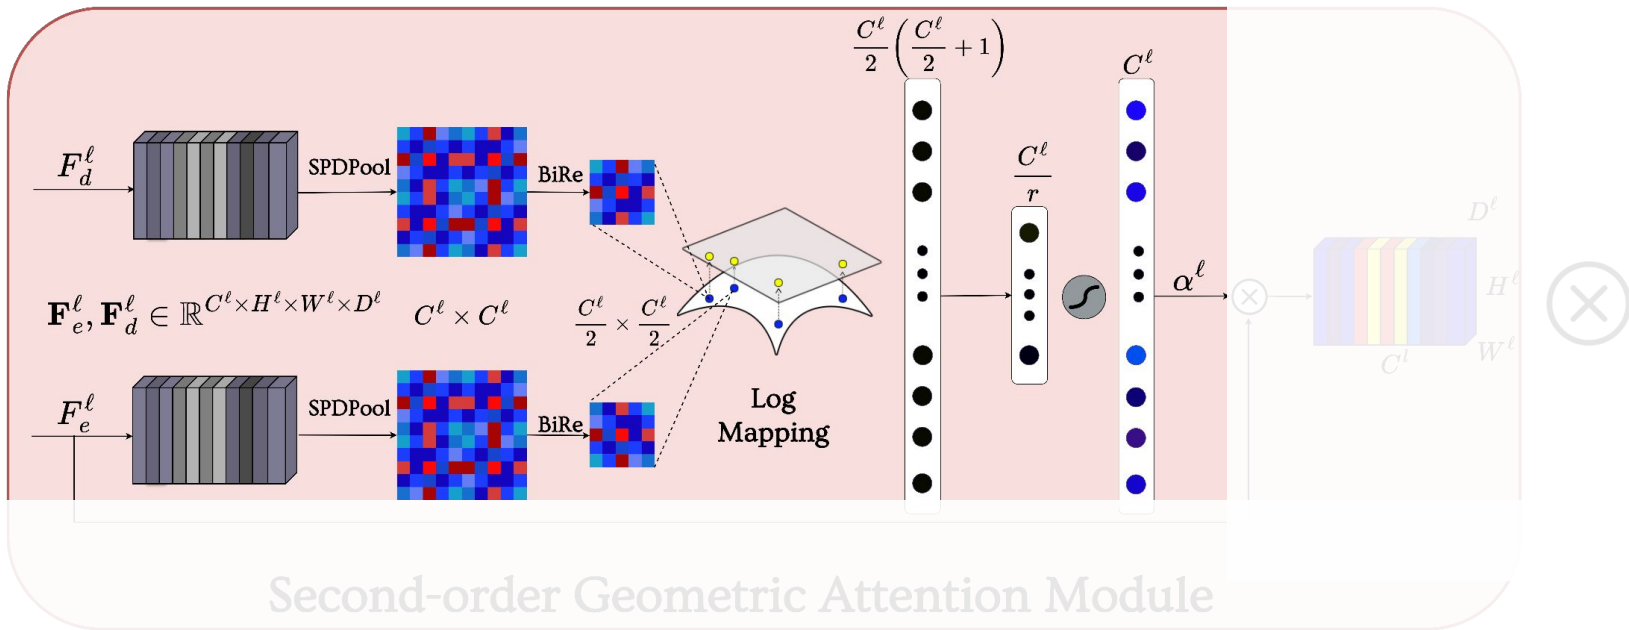 C^ℓ/2 (C^ℓ/2 + 1)
C^ℓ
F_d^ℓ
SPDPool
BiRe
C^ℓ/r
D^ℓ
H^ℓ
α^ℓ
𝐅_e^ℓ, 𝐅_d^ℓ ∈ ℝ^{C^ℓ×H^ℓ×W^ℓ×D^ℓ}
C^ℓ × C^ℓ
C^ℓ/2 × C^ℓ/2
W^ℓ
C^l
F_e^ℓ
SPDPool
BiRe
Log
Mapping
Second-order Geometric Attention Module